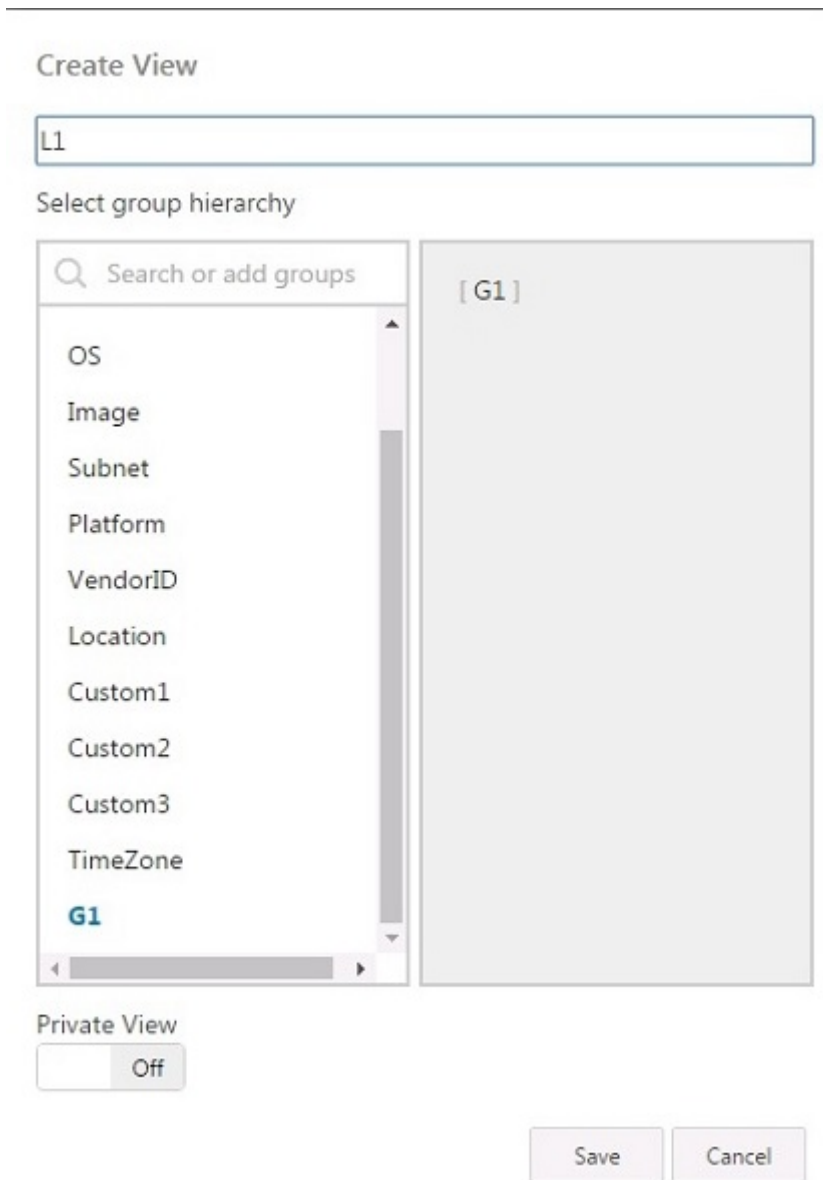 Create View
L1
Select group hierarchy
Search or add groups
OS
Image
Subnet
Platform
VendorID
Location
Custom1
Custom2
Custom3
TimeZone
G1
[ G1 ]
Private View
Off
Save
Cancel